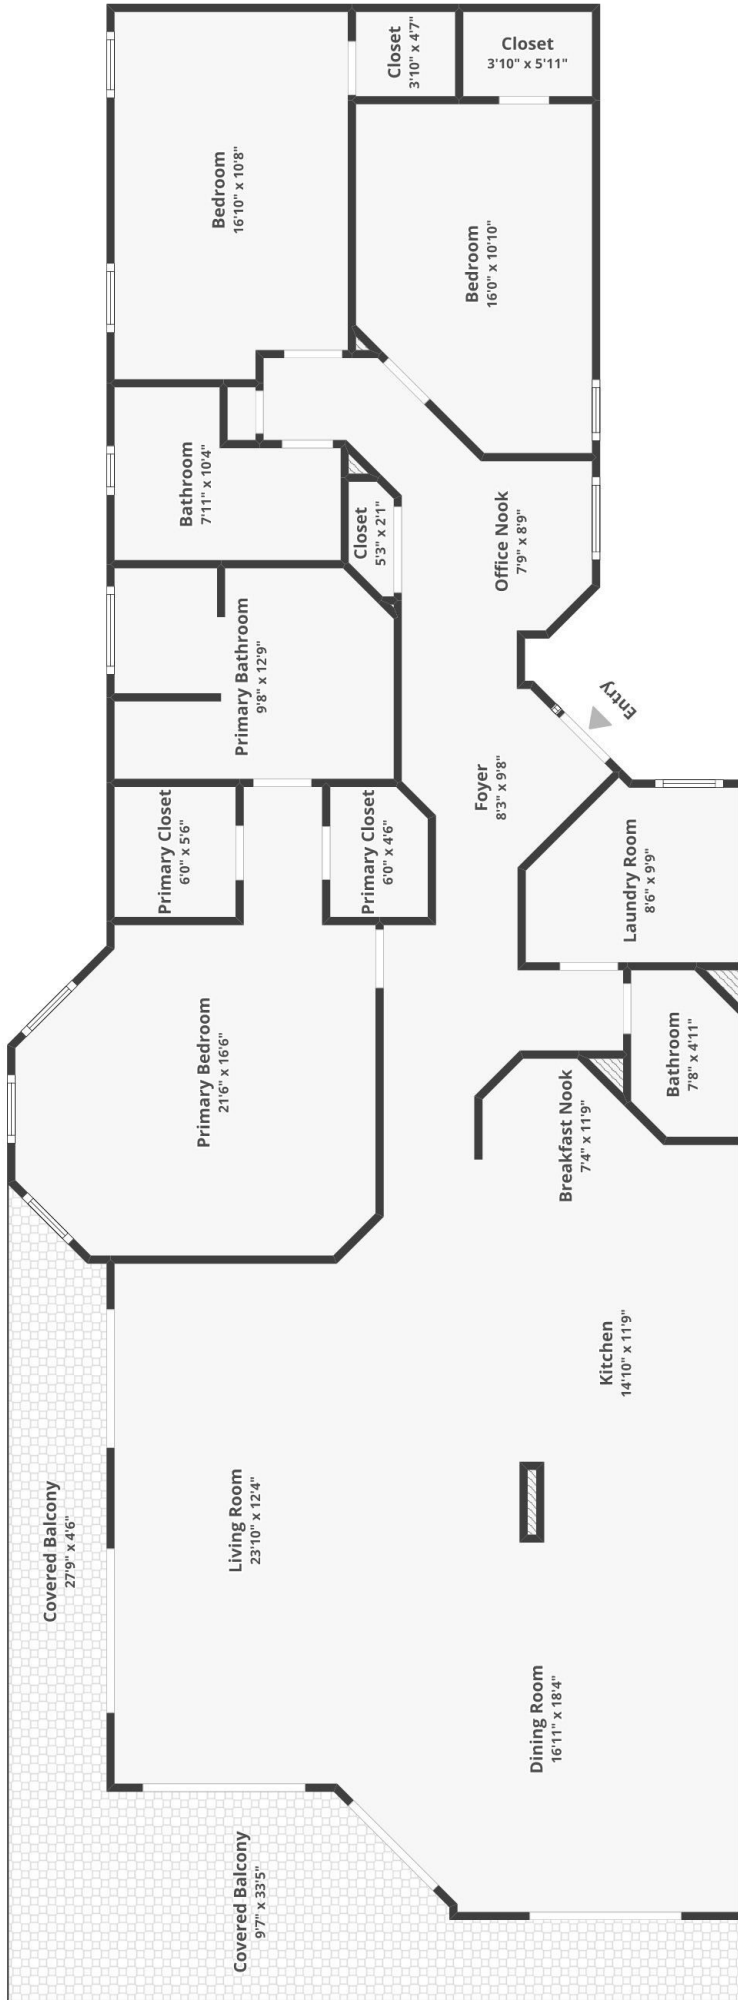 Closet
3'10" x 4'7"
Closet
3'10" x 5'11"
Bedroom
16'10" x 10'8"
Bedroom
16'0" x 10'10"
Bathroom
7'11" x 10'4"
Closet
5'3" x 2'1"
Office Nook
7'9" x 8'9"
Primary Bathroom
9'8" x 12'9"
Entry
Foyer
8'3" x 9'8"
Primary Closet
6'0" x 5'6"
Primary Closet
6'0" x 4'6"
Laundry Room
8'6" x 9'9"
Primary Bedroom
21'6" x 16'6"
Bathroom
7'8" x 4'11"
Breakfast Nook
7'4" x 11'9"
Kitchen
14'10" x 11'9"
Covered Balcony
27'9" x 4'6"
Living Room
23'10" x 12'4"
Dining Room
16'11" x 18'4"
Covered Balcony
9'7" x 33'5"